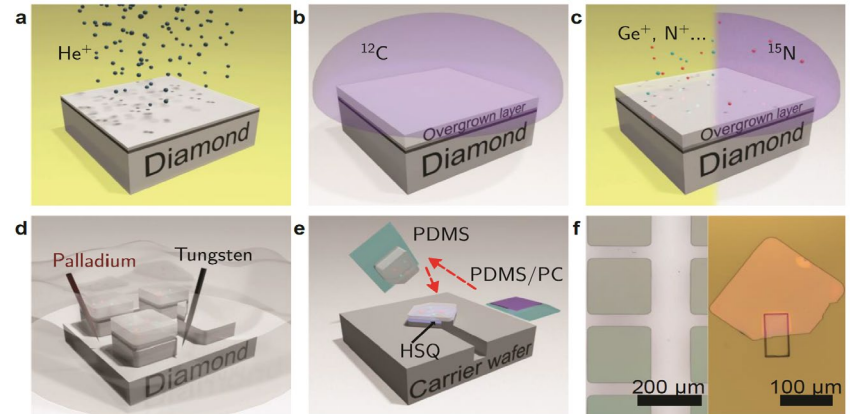 a
He⁺
Diamond
b
¹²C
Overgrown layer
Diamond
c
Ge⁺, N⁺...
¹⁵N
Overgrown layer
Diamond
d
Palladium
Tungsten
Diamond
e
PDMS
PDMS/PC
HSQ
Carrier wafer
f
200 μm
100 μm